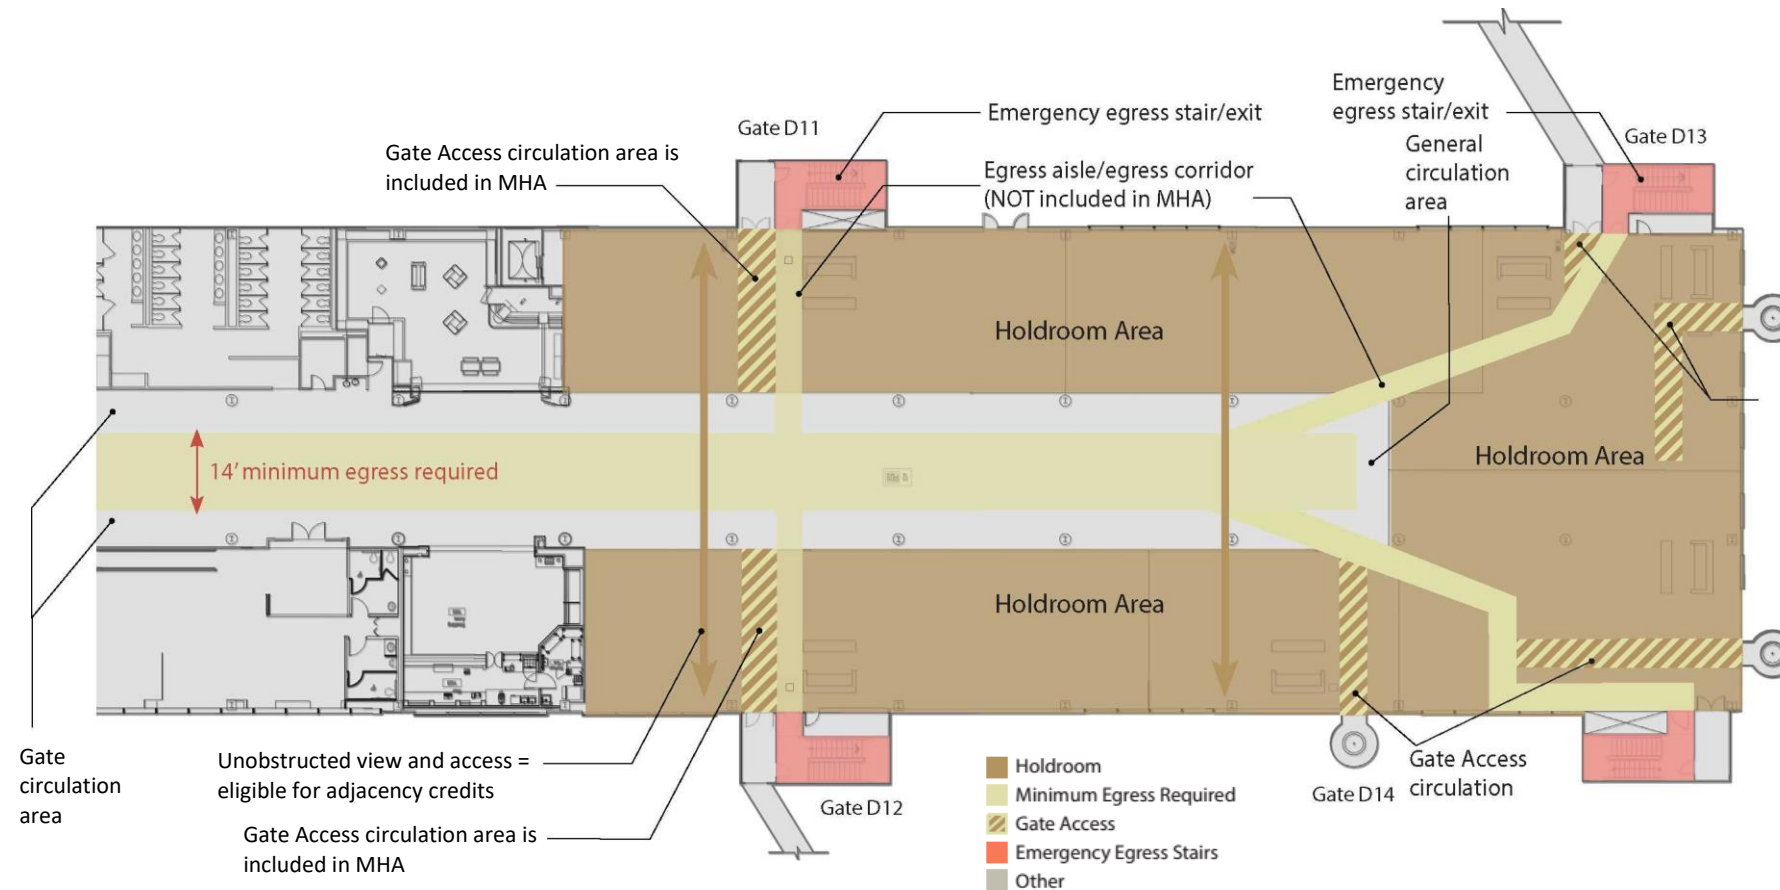 Gate D11
Emergency egress stair/exit
Emergency
egress stair/exit
Gate D13
General
circulation
area
Gate Access circulation area is
included in MHA
Egress aisle/egress corridor
(NOT included in MHA)
Holdroom Area
14' minimum egress required
Holdroom Area
Holdroom Area
Gate
circulation
area
Unobstructed view and access =
eligible for adjacency credits
Gate Access circulation area is
included in MHA
Gate D12
Gate D14
Gate Access
circulation
Holdroom
Minimum Egress Required
Gate Access
Emergency Egress Stairs
Other